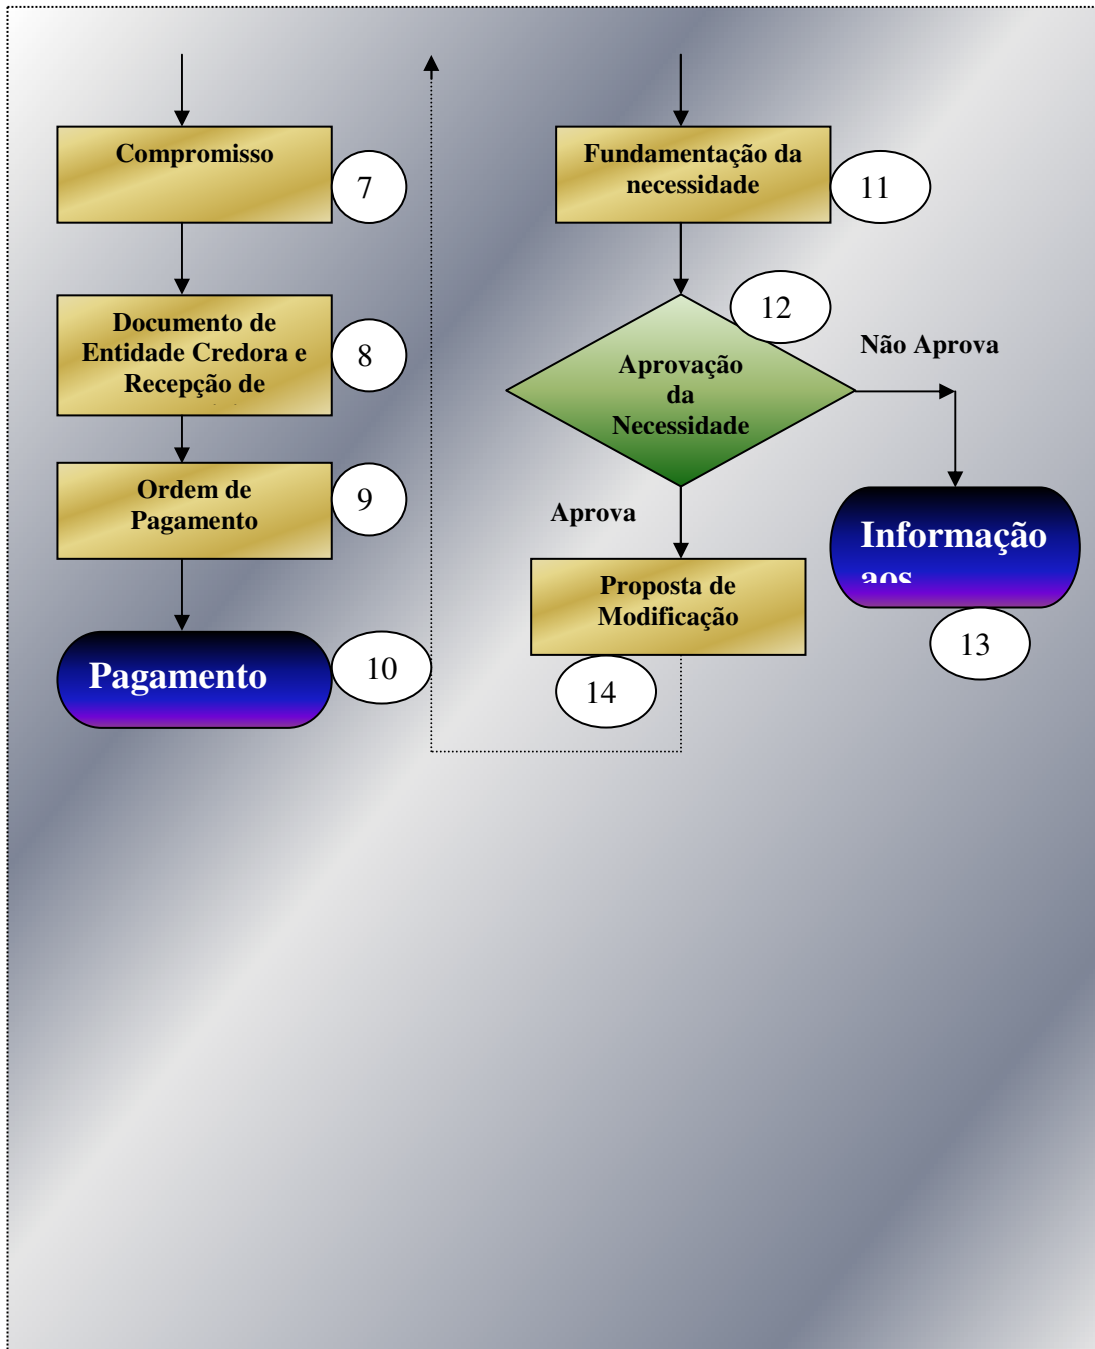 Compromisso
7
Documento de
Entidade Credora e
Recepção de
8
Ordem de
Pagamento
9
Pagamento
10
Fundamentação da
necessidade
11
12
Aprovação
da
Necessidade
Não Aprova
Aprova
Informação
aos
13
Proposta de
Modificação
14